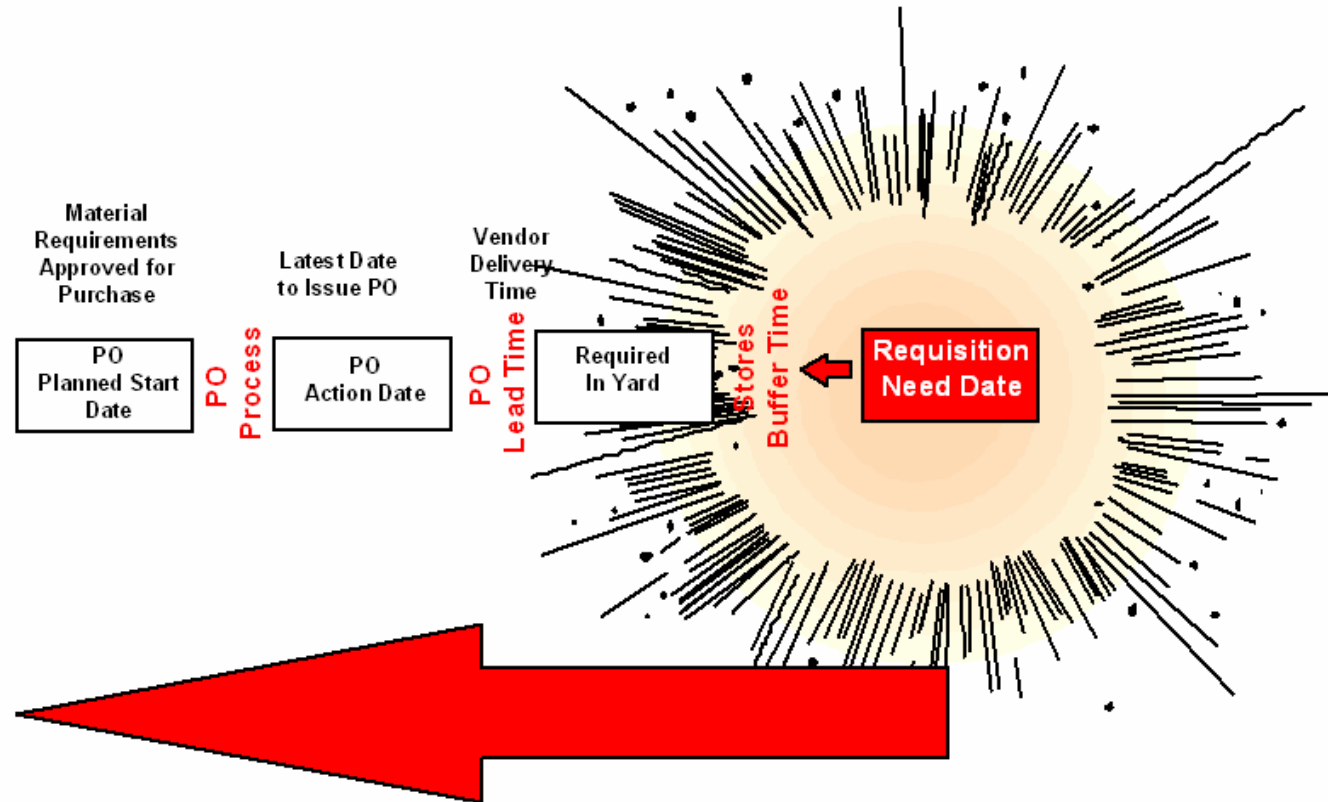 Material
Requirements
Approved for
Purchase
PO
Planned Start
Date
PO
Process
Latest Date
to Issue PO
PO
Action Date
PO
Lead Time
Vendor
Delivery
Time
Required
In Yard
Stores
Buffer Time
Requisition
Need Date